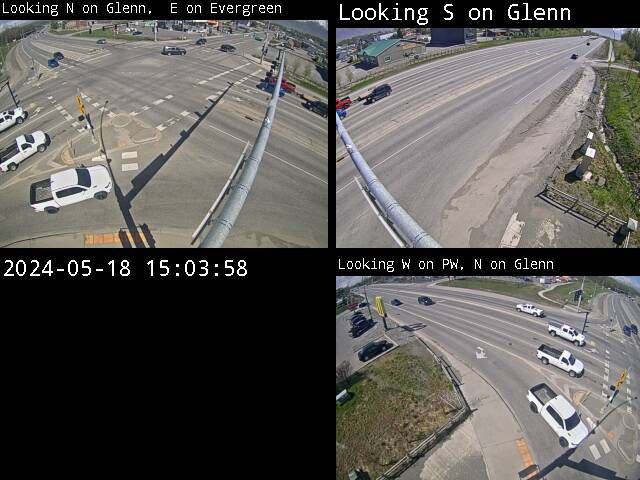 Looking N on Glenn,  E on Evergreen
Looking S on Glenn
2024-05-18 15:03:58
Looking W on PW, N on Glenn